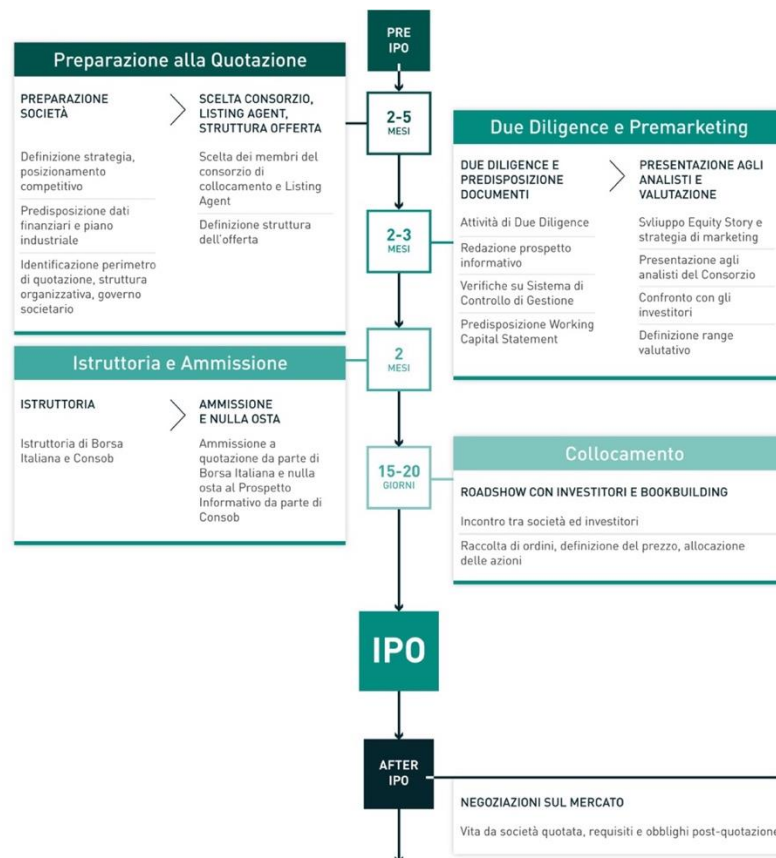 PRE
IPO
Preparazione alla Quotazione
PREPARAZIONE
SOCIETÀ
Definizione strategia,
posizionamento
competitivo
Predisposizione dati
finanziari e piano
industriale
Identificazione perimetro
di quotazione, struttura
organizzativa, governo
societario
SCELTA CONSORZIO,
LISTING AGENT,
STRUTTURA OFFERTA
Scelta dei membri del
consorzio di
collocamento e Listing
Agent
Definizione struttura
dell'offerta
2-5
MESI
Due Diligence e Premarketing
DUE DILIGENCE E
PREDISPOSIZIONE
DOCUMENTI
Attività di Due Diligence
Redazione prospetto
informativo
Verifiche su Sistema di
Controllo di Gestione
Predisposizione Working
Capital Statement
PRESENTAZIONE AGLI
ANALISTI E
VALUTAZIONE
Svliuppo Equity Story e
strategia di marketing
Presentazione agli
analisti del Consorzio
Confronto con gli
investitori
Definizione range
valutativo
2-3
MESI
Istruttoria e Ammissione
ISTRUTTORIA
Istruttoria di Borsa
Italiana e Consob
AMMISSIONE
E NULLA OSTA
Ammissione a
quotazione da parte di
Borsa Italiana e nulla
osta al Prospetto
Informativo da parte di
Consob
2
MESI
15-20
GIORNI
Collocamento
ROADSHOW CON INVESTITORI E BOOKBUILDING
Incontro tra società ed investitori
Raccolta di ordini, definizione del prezzo, allocazione
delle azioni
IPO
AFTER
IPO
NEGOZIAZIONI SUL MERCATO
Vita da società quotata, requisiti e obblighi post-quotazione